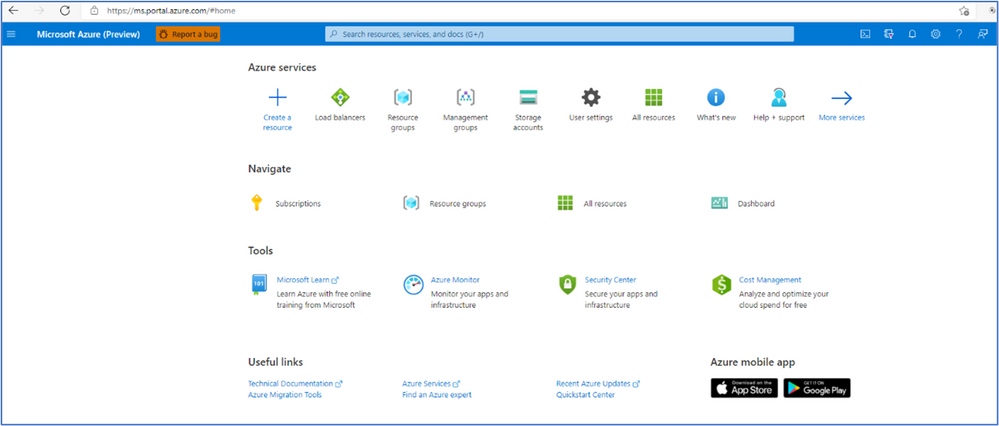 https://ms.portal.azure.com/#home
Microsoft Azure (Preview)
Report a bug
Search resources, services, and docs (G+/)
Azure services
Create a resource
Load balancers
Resource groups
Management groups
Storage accounts
User settings
All resources
What's new
Help + support
More services
Navigate
Subscriptions
Resource groups
All resources
Dashboard
Tools
101
Microsoft Learn
Learn Azure with free online
training from Microsoft
Azure Monitor
Monitor your apps and
infrastructure
Security Center
Secure your apps and
infrastructure
Cost Management
Analyze and optimize your
cloud spend for free
Useful links
Technical Documentation
Azure Migration Tools
Azure Services
Find an Azure expert
Recent Azure Updates
Quickstart Center
Azure mobile app
Download on the
App Store
GET IT ON
Google Play